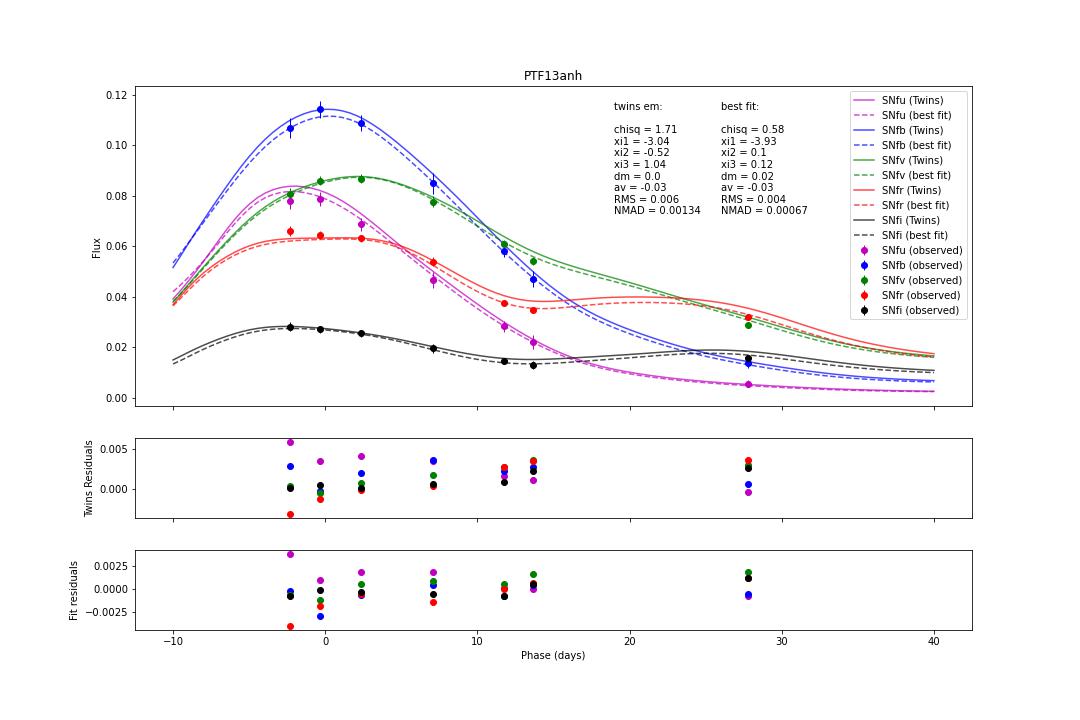 PTF13anh
Flux
0.12
0.10
0.08
0.06
0.04
0.02
0.00
twins em:
chisq = 1.71
xi1 = -3.04
xi2 = -0.52
xi3 = 1.04
dm = 0.0
av = -0.03
RMS = 0.006
NMAD = 0.00134
best fit:
chisq = 0.58
xi1 = -3.93
xi2 = 0.1
xi3 = 0.12
dm = 0.02
av = -0.03
RMS = 0.004
NMAD = 0.00067
SNfu (Twins)
SNfu (best fit)
SNfb (Twins)
SNfb (best fit)
SNfv (Twins)
SNfv (best fit)
SNfr (Twins)
SNfr (best fit)
SNfi (Twins)
SNfi (best fit)
SNfu (observed)
SNfb (observed)
SNfv (observed)
SNfr (observed)
SNfi (observed)
Twins Residuals
0.005
0.000
Fit residuals
0.0025
0.0000
−0.0025
−10
0
10
20
30
40
Phase (days)